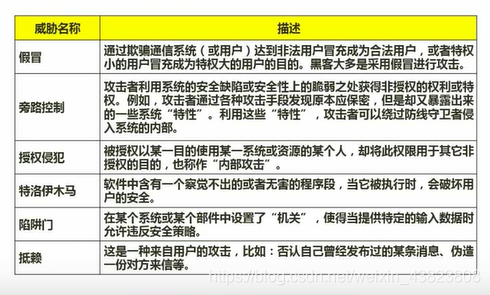 威胁名称 描述
假冒
通过欺骗通信系统（或用户）达到非法用户冒充成为合法用户，或者特权
小的用户冒充成为特权大的用户的目的。黑客大多是采用假冒进行攻击。
旁路控制
攻击者利用系统的安全缺陷或安全性上的脆弱之处获得非授权的权利或特
权。例如，攻击者通过各种攻击手段发现原本应保密，但是却又暴露出来
的一些系统“特性”。利用这些“特性”，攻击者可以绕过防线守卫者侵
入系统的内部。
授权侵犯
被授权以某一目的使用某一系统或资源的某个人，却将此权限用于其它非
授权的目的，也称作“内部攻击”。
特洛伊木马
软件中含有一个察觉不出的或者无害的程序段，当它被执行时，会破坏用
户的安全。
陷阱门
在某个系统或某个部件中设置了“机关”，使得当提供特定的输入数据时
允许违反安全策略。
抵赖
这是一种来自用户的攻击，比如：否认自己曾经发布过的某条消息、伪造
一份对方来信等。
https://blog.csdn.net/weixin_43823808